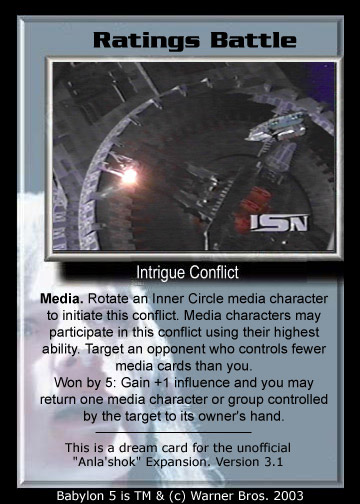 Ratings Battle
ISN
Intrigue Conflict
Media. Rotate an Inner Circle media character
to initiate this conflict. Media characters may
participate in this conflict using their highest
ability. Target an opponent who controls fewer
media cards than you.
Won by 5: Gain +1 influence and you may
return one media character or group controlled
by the target to its owner's hand.
This is a dream card for the unofficial
"Anla'shok" Expansion. Version 3.1
Babylon 5 is TM & (c) Warner Bros. 2003